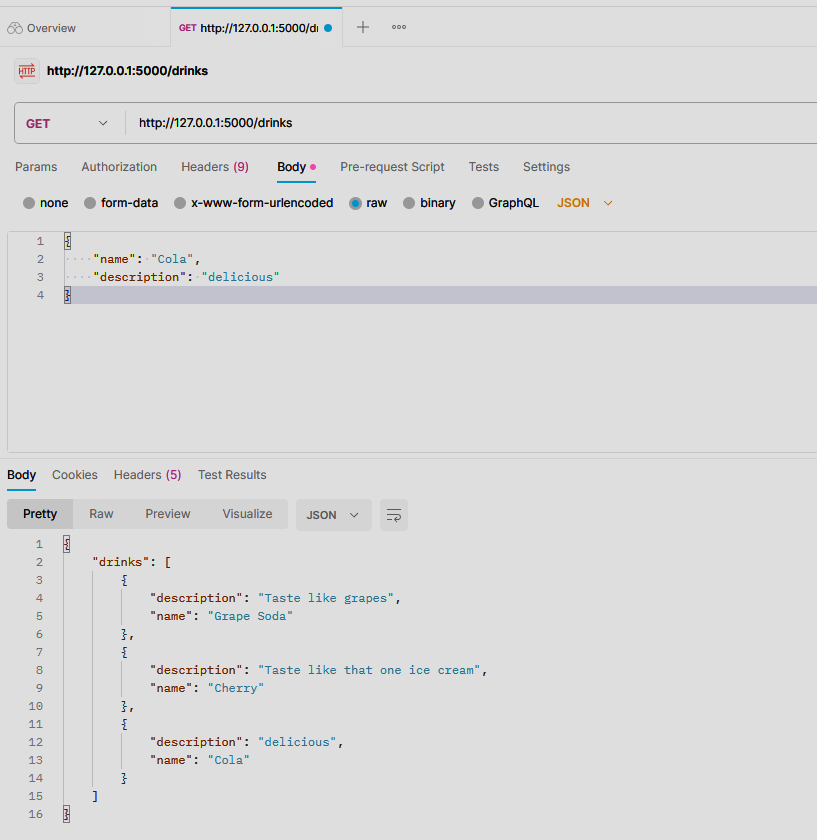 Overview
GET http://127.0.0.1:5000/dı
HTTP http://127.0.0.1:5000/drinks
GET http://127.0.0.1:5000/drinks
Params Authorization Headers (9) Body Pre-request Script Tests Settings
none form-data x-www-form-urlencoded raw binary GraphQL JSON
1 {
2 "name": "Cola",
3 "description": "delicious"
4 }
Body Cookies Headers (5) Test Results
Pretty Raw Preview Visualize JSON
1 {
2 "drinks": [
3 {
4 "description": "Taste like grapes",
5 "name": "Grape Soda"
6 },
7 {
8 "description": "Taste like that one ice cream",
9 "name": "Cherry"
10 },
11 {
12 "description": "delicious",
13 "name": "Cola"
14 }
15 ]
16 }